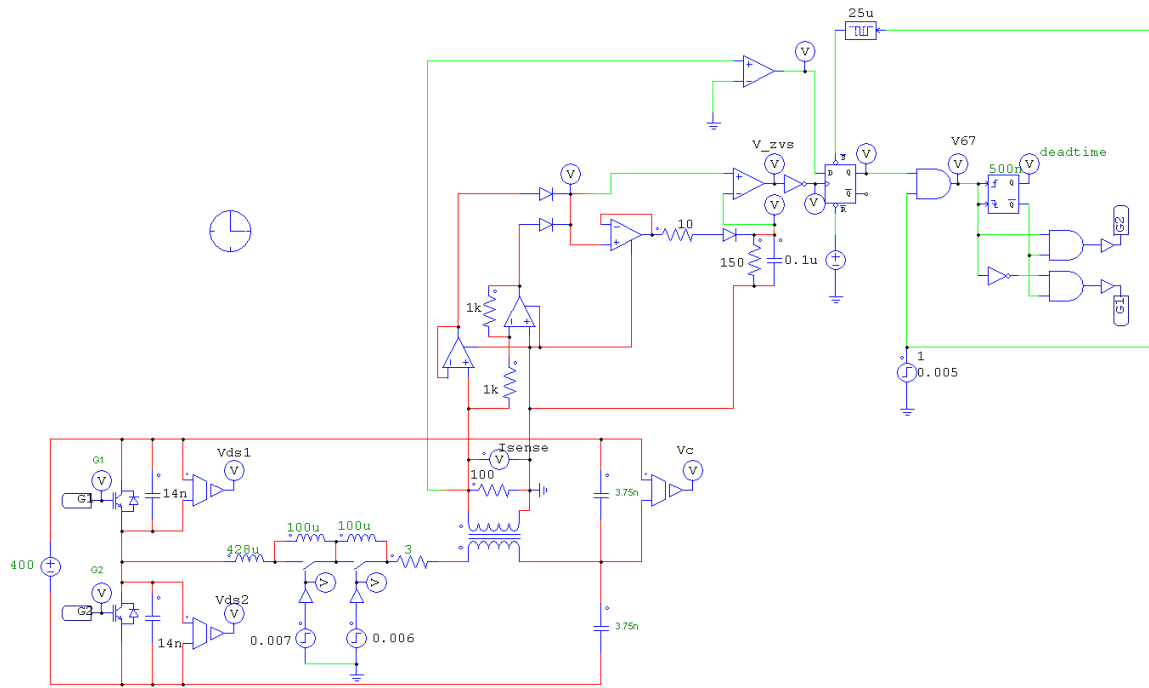 25u
V
V_zvs
V
V
V67
V
deadtime
V
500n
V
D
S
Q
Q
R
Q
Q
V
V
10
150
0.1u
G2
G1
1k
1k
1
0.005
Isense
V
100
Vc
V
G1
V
G1
Vds1
V
14n
3.75n
400
428u
100u
100u
3
G2
V
G2
Vds2
V
14n
V
V
0.007
0.006
3.75n